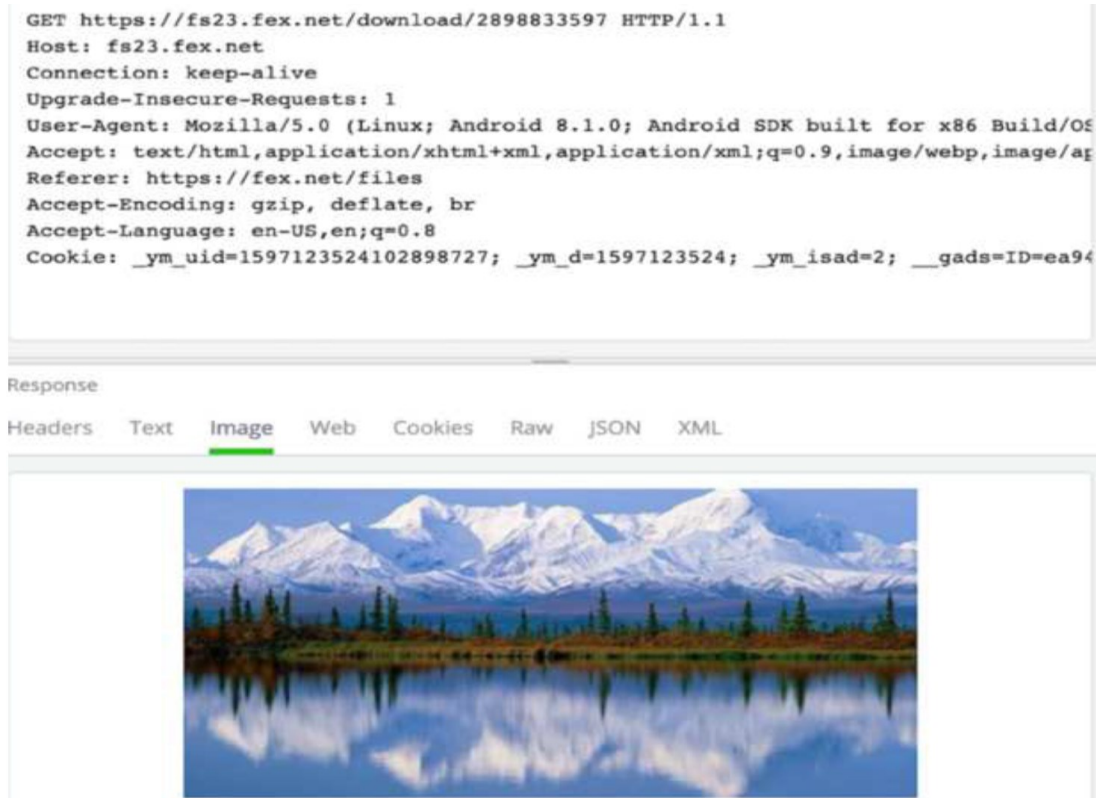 GET https://fs23.fex.net/download/2898833597 HTTP/1.1
Host: fs23.fex.net
Connection: keep-alive
Upgrade-Insecure-Requests: 1
User-Agent: Mozilla/5.0 (Linux; Android 8.1.0; Android SDK built for x86 Build/OS
Accept: text/html,application/xhtml+xml,application/xml;q=0.9,image/webp,image/ap
Referer: https://fex.net/files
Accept-Encoding: gzip, deflate, br
Accept-Language: en-US,en;q=0.8
Cookie: _ym_uid=1597123524102898727; _ym_d=1597123524; _ym_isad=2; __gads=ID=ea94
Response
Headers Text Image Web Cookies Raw JSON XML